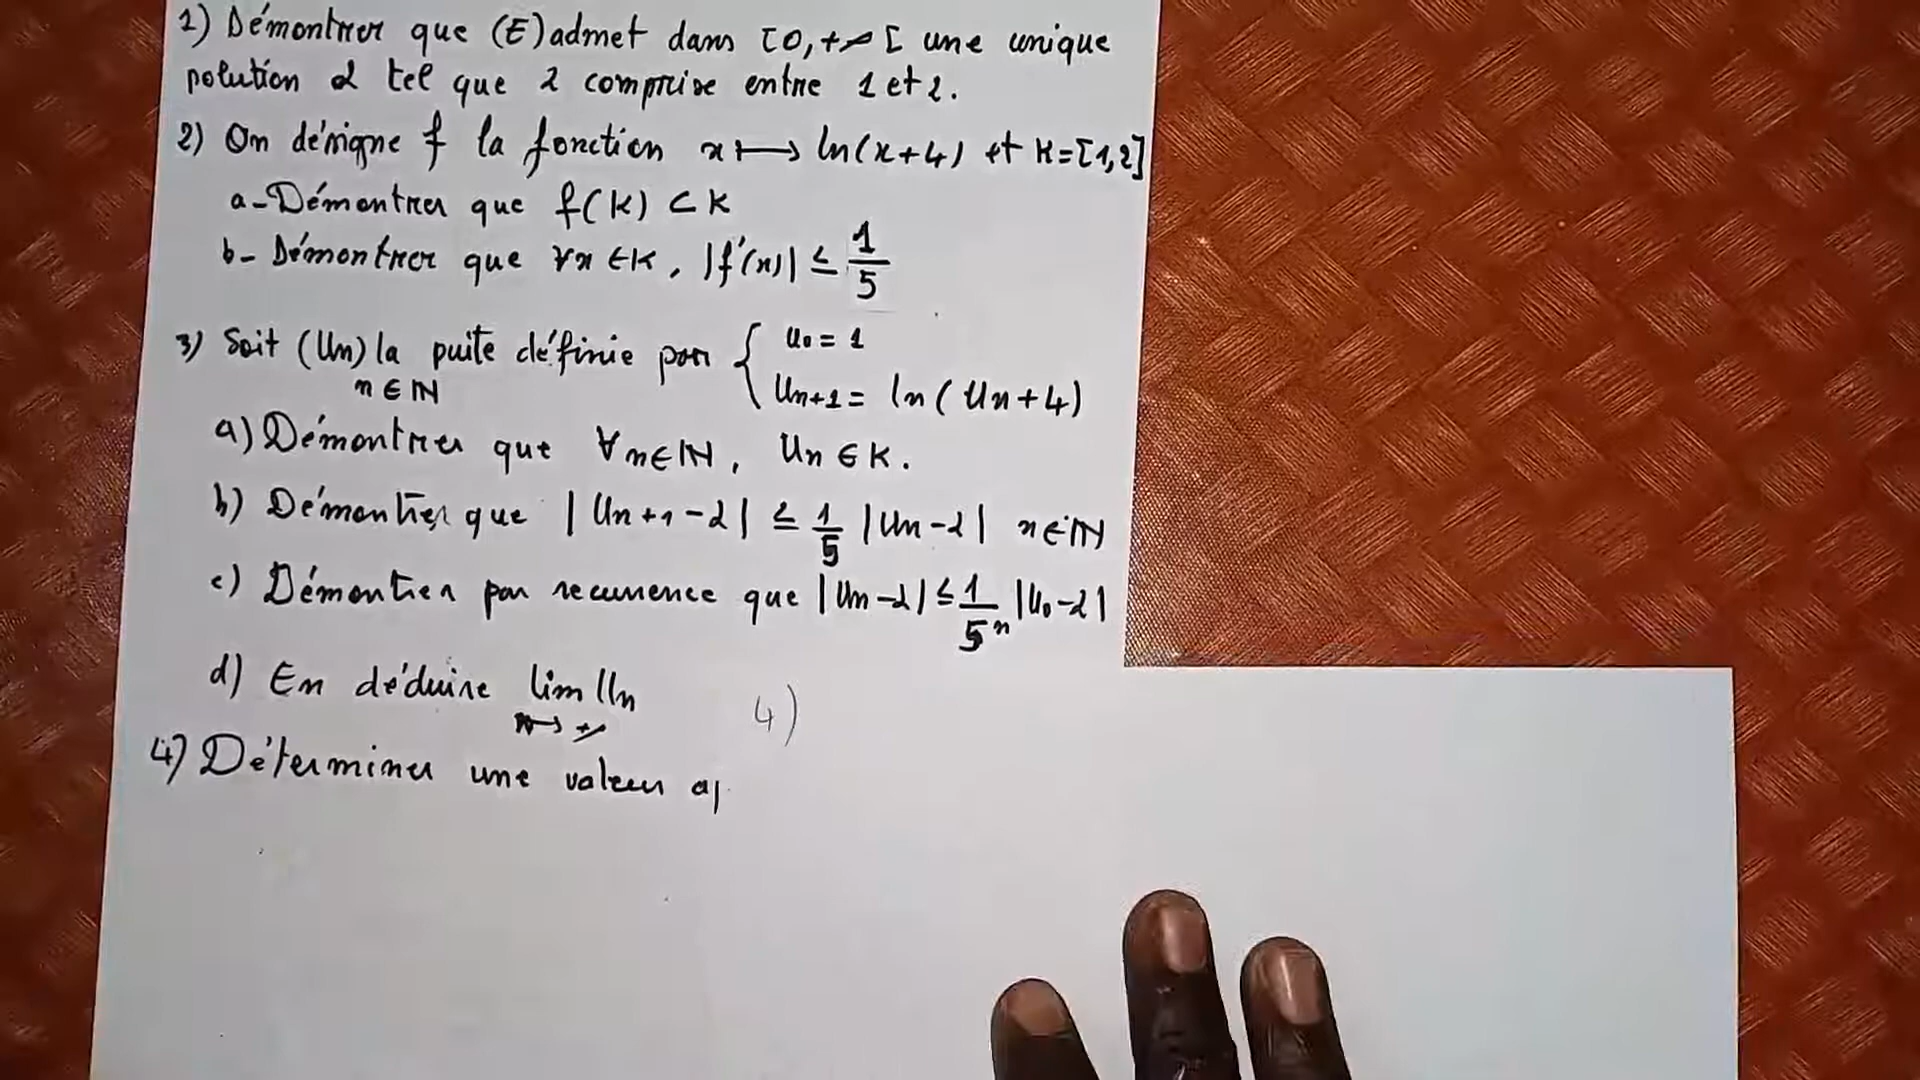 1) Démontrer que (E) admet dans [0,+∞[ une unique
solution α tel que α comprise entre 1 et 2.
2) On désigne f la fonction x ⟼ ln(x+4) et K=[1,2]
a- Démontrer que f(K) ⊂ K
b- Démontrer que ∀x ∈ K, |f'(x)| ≤ 1/5
3) Soit (Un) n∈ℕ la suite définie par { U0 = 1
Un+1 = ln(Un+4)
a) Démontrer que ∀n∈ℕ, Un ∈ K.
b) Démontrer que |Un+1 - α| ≤ 1/5 |Un - α| n∈ℕ
c) Démontrer par recurrence que |Un - α| ≤ 1/5^n |U0 - α|
d) En déduire lim Un n→+∞
4)
4) Déterminer une valeur ap